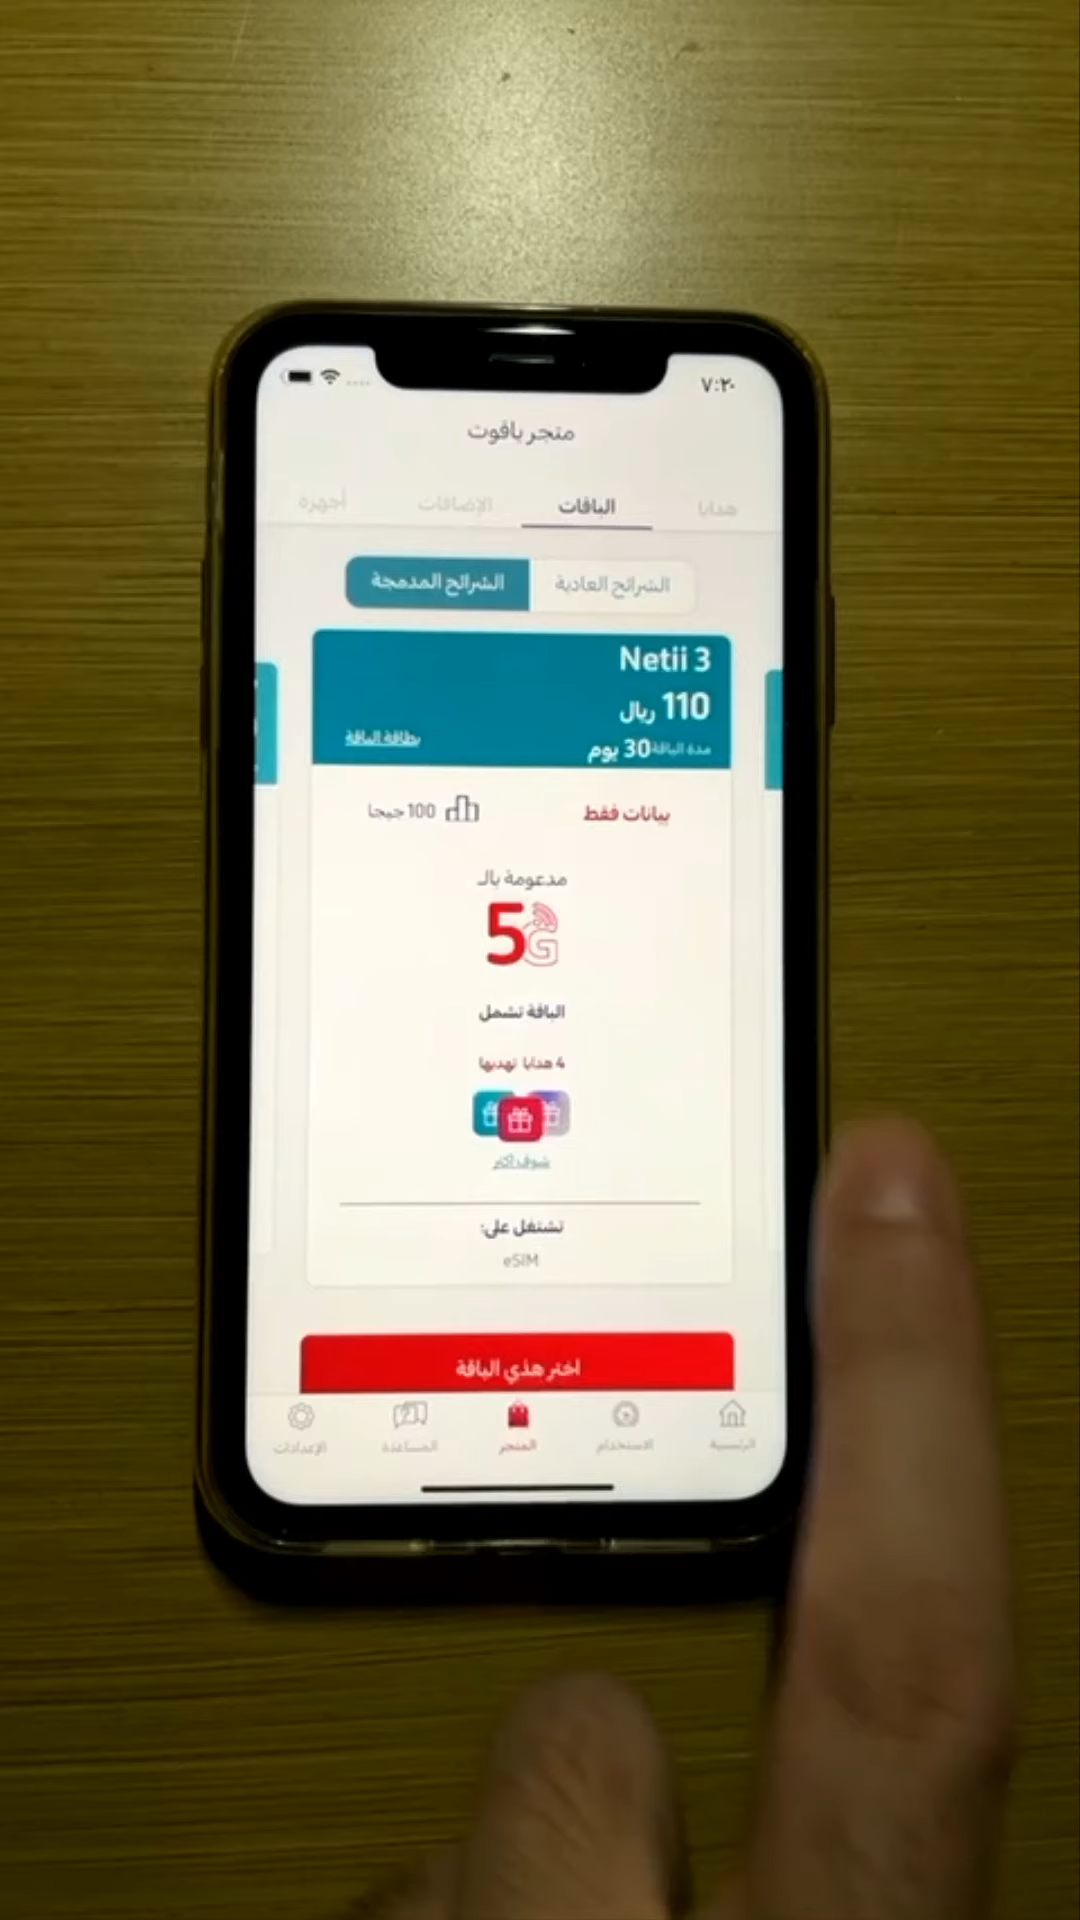 ٧:٢٠
متجر ياقوت
هدايا
الباقات
الإضافات
أجهزة
الشرائح العادية
الشرائح المدمجة
Netii 3
110 ريال
مدة الباقة 30 يوم
بطاقة الباقة
بيانات فقط
100 جيجا
مدعومة بالـ
5G
الباقة تشمل
4 هدايا تهديها
شوف أكثر
تشتغل على:
eSIM
اختر هذي الباقة
الرئيسية
الاستخدام
المتجر
المساعدة
الإعدادات